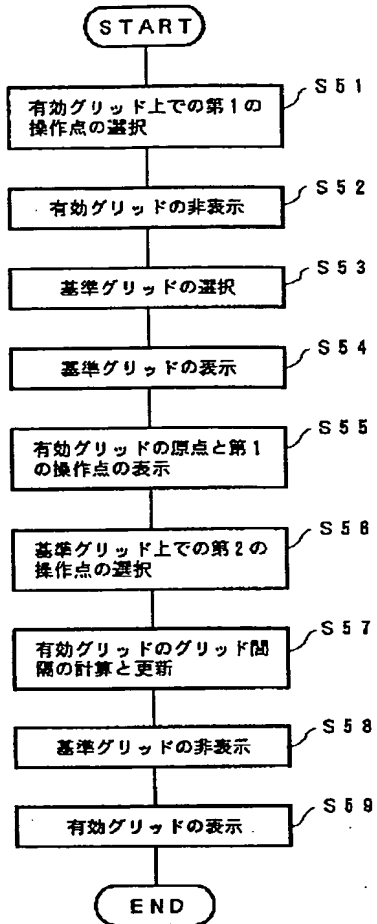 START
S51
有効グリッド上での第1の
操作点の選択
S52
有効グリッドの非表示
S53
基準グリッドの選択
S54
基準グリッドの表示
S55
有効グリッドの原点と第1
の操作点の表示
S56
基準グリッド上での第2の
操作点の選択
S57
有効グリッドのグリッド間
隔の計算と更新
S58
基準グリッドの非表示
S59
有効グリッドの表示
END